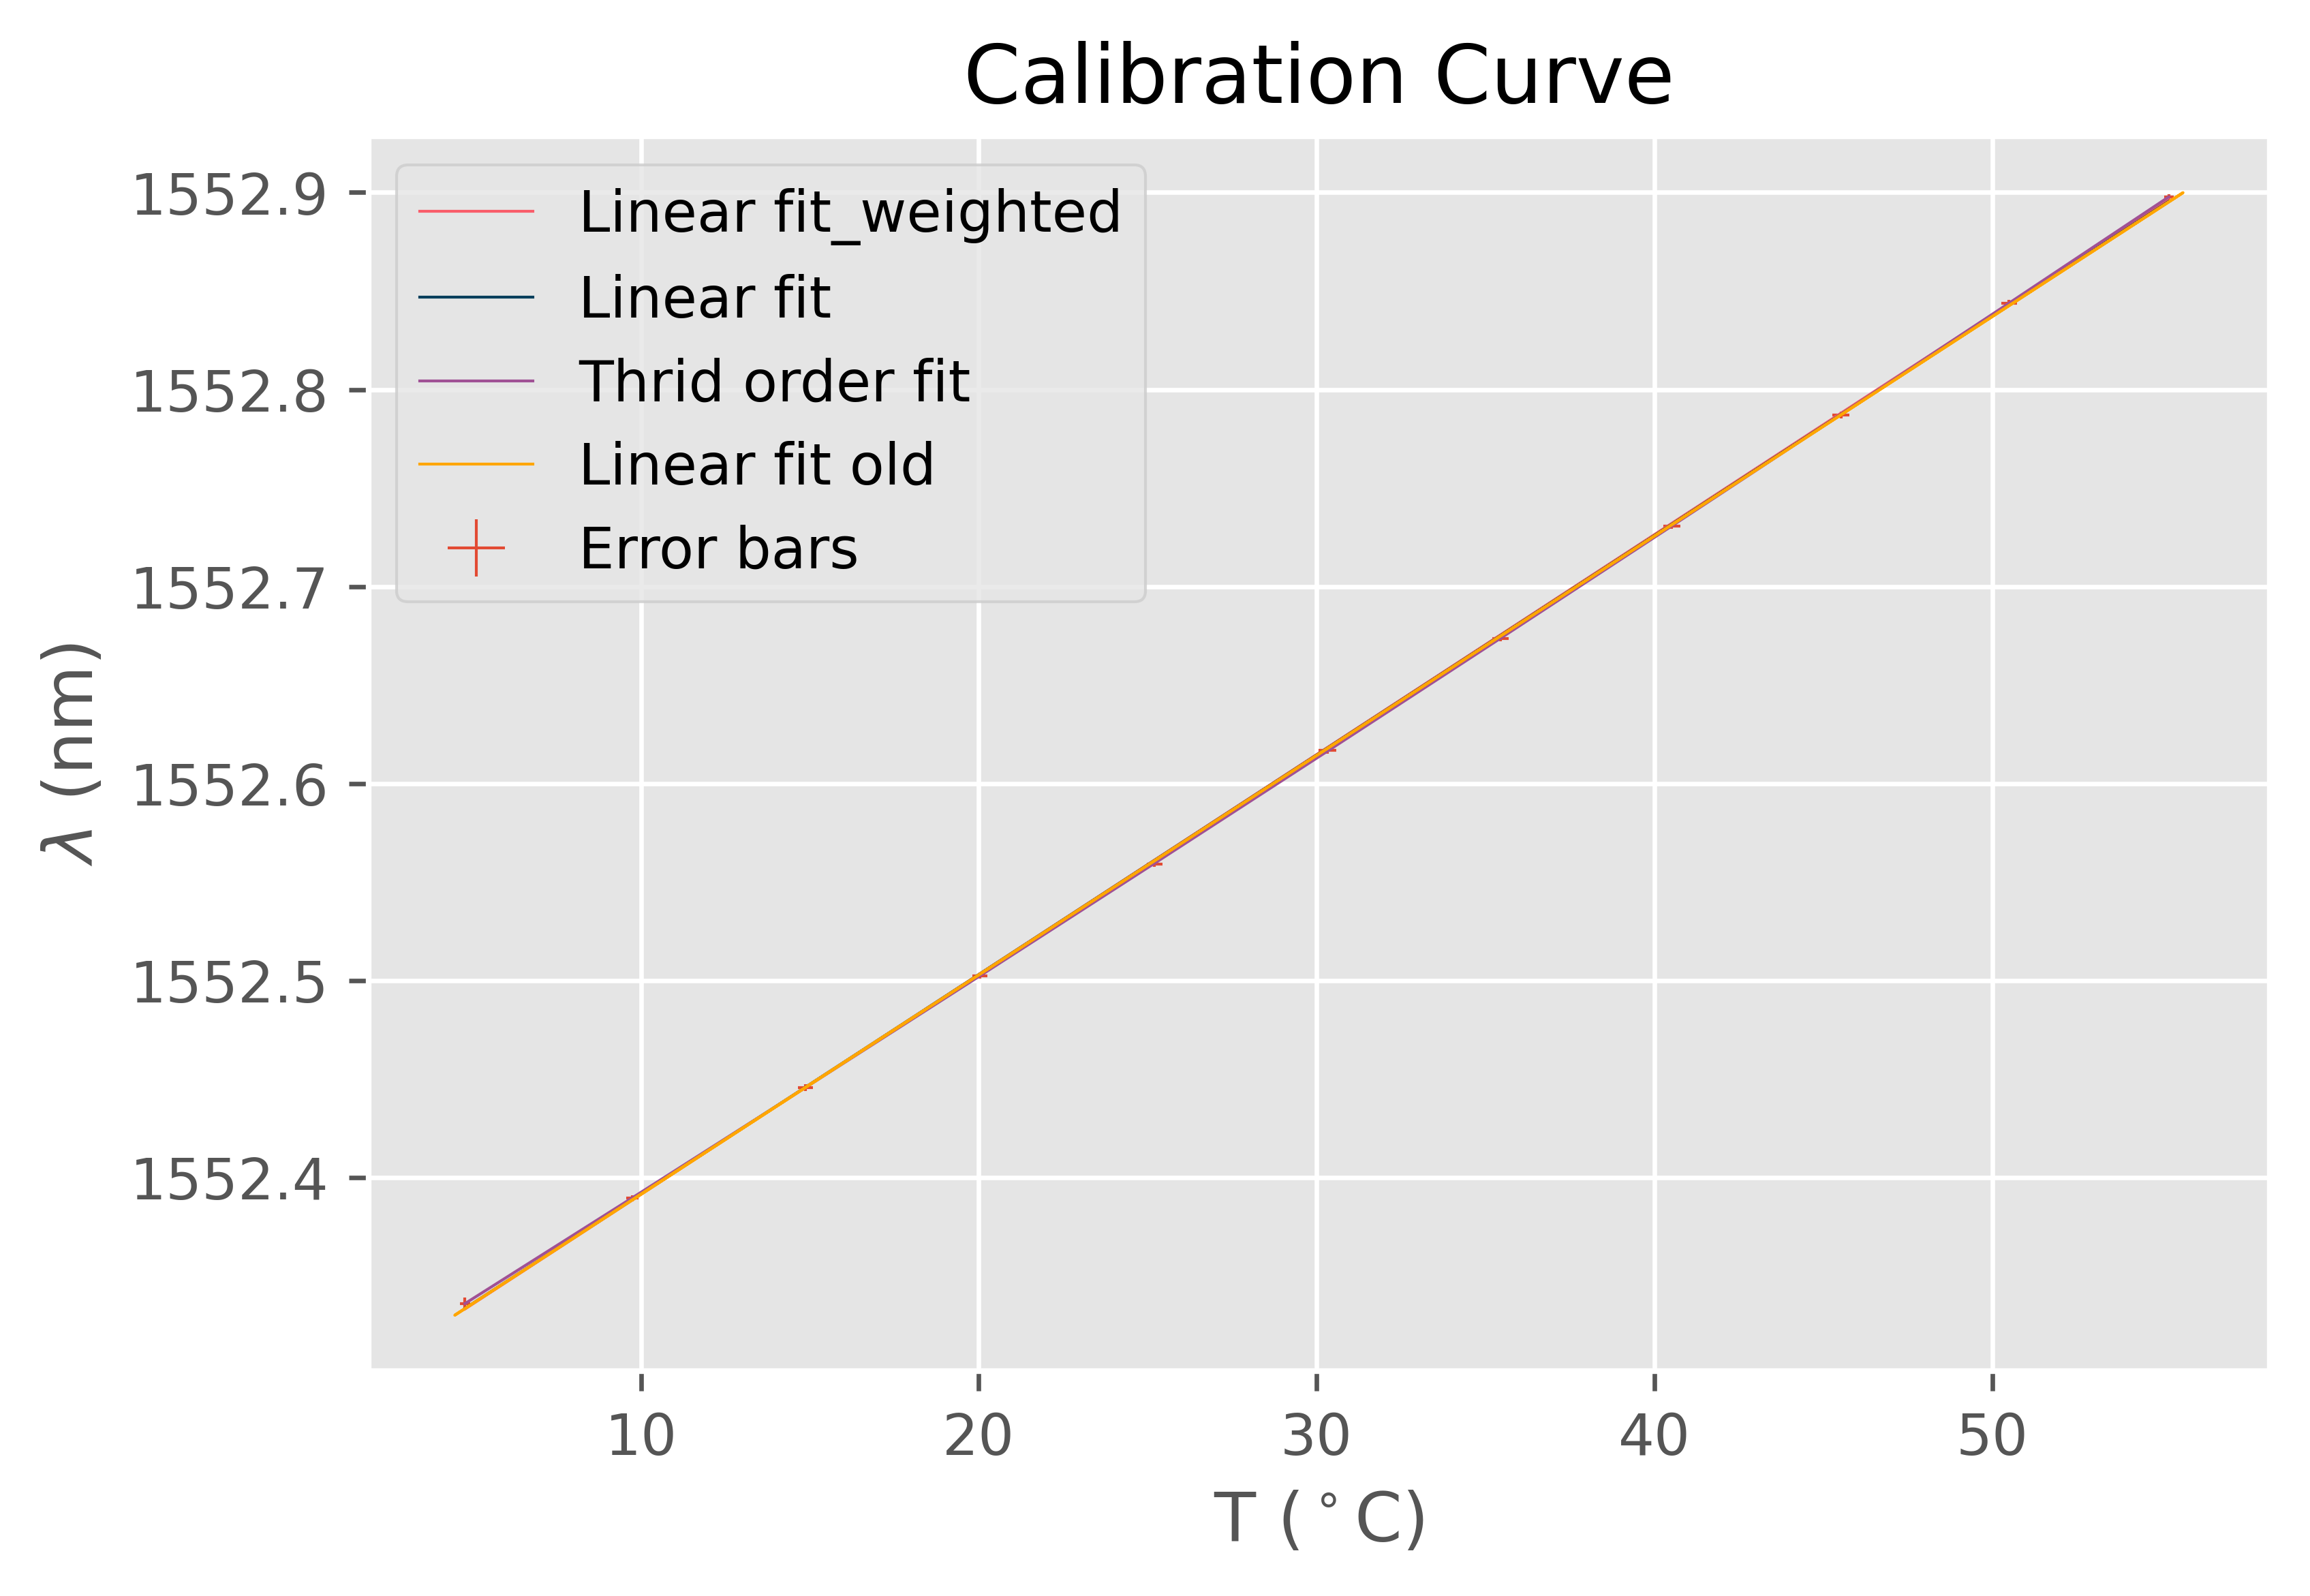 Calibration Curve
Linear fit_weighted
Linear fit
Thrid order fit
Linear fit old
Error bars
1552.9
1552.8
1552.7
1552.6
1552.5
1552.4
λ (nm)
10 20 30 40 50
T (°C)